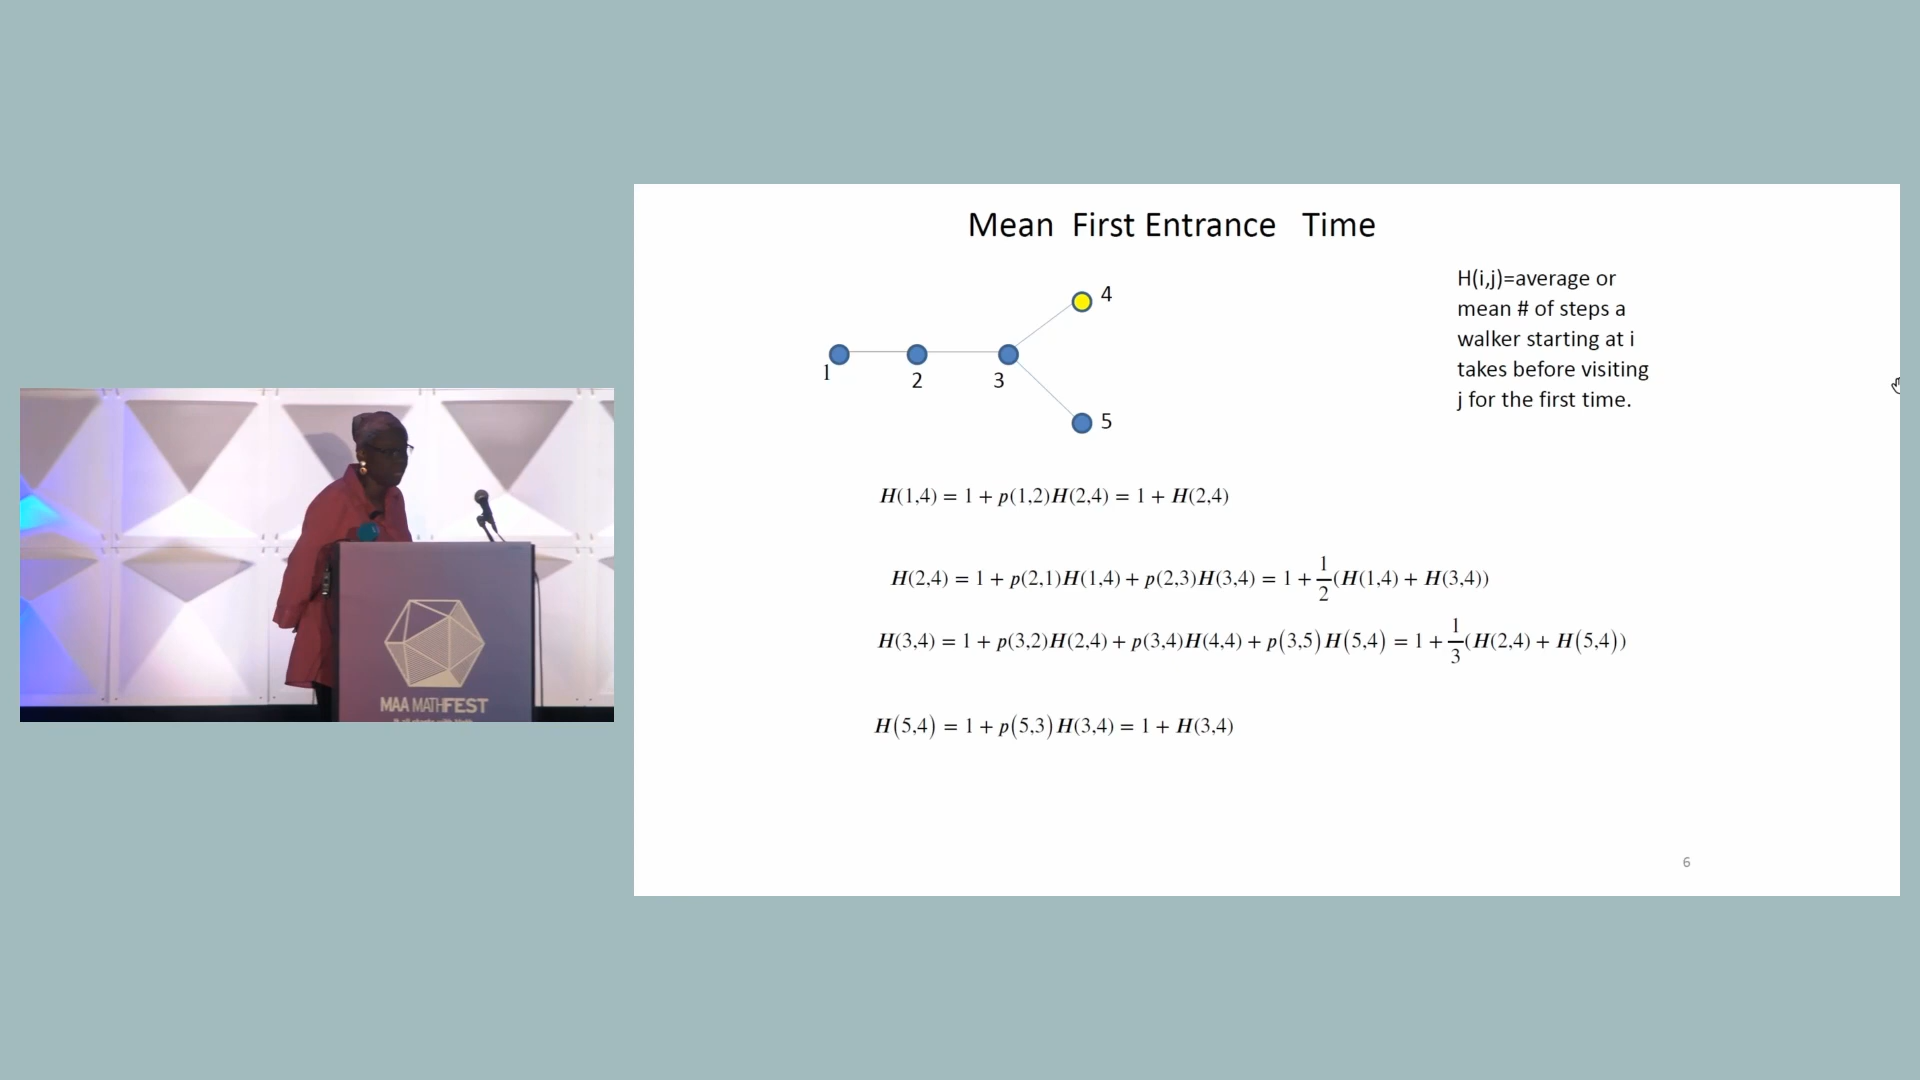 Mean First Entrance Time
H(i,j)=average or
mean # of steps a
walker starting at i
takes before visiting
j for the first time.
4
1
2
3
5
H(1,4) = 1 + p(1,2)H(2,4) = 1 + H(2,4)
H(2,4) = 1 + p(2,1)H(1,4) + p(2,3)H(3,4) = 1 + 1/2 (H(1,4) + H(3,4))
H(3,4) = 1 + p(3,2)H(2,4) + p(3,4)H(4,4) + p(3,5)H(5,4) = 1 + 1/3 (H(2,4) + H(5,4))
H(5,4) = 1 + p(5,3)H(3,4) = 1 + H(3,4)
6
MAA MATHFEST